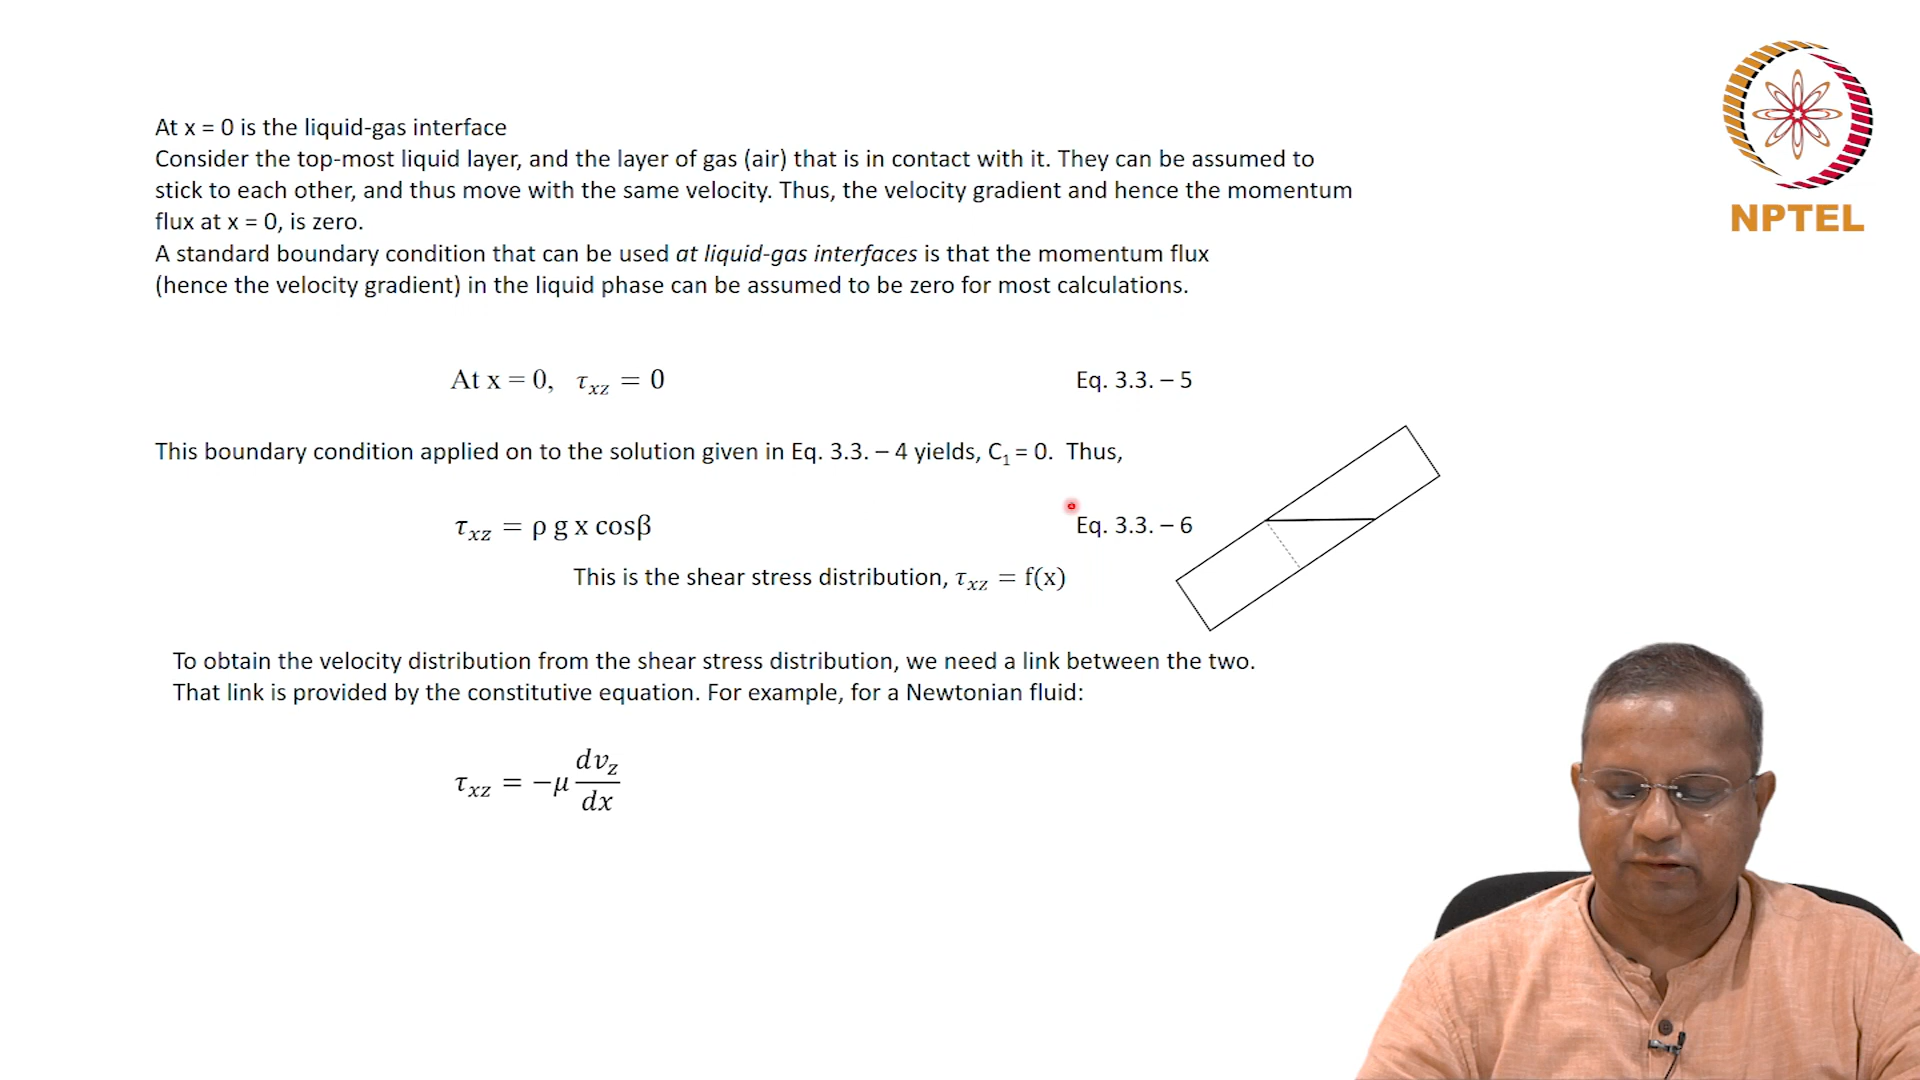 At x = 0 is the liquid-gas interface
Consider the top-most liquid layer, and the layer of gas (air) that is in contact with it. They can be assumed to
stick to each other, and thus move with the same velocity. Thus, the velocity gradient and hence the momentum
flux at x = 0, is zero.
A standard boundary condition that can be used at liquid-gas interfaces is that the momentum flux
(hence the velocity gradient) in the liquid phase can be assumed to be zero for most calculations.
NPTEL
At x = 0, τ_xz = 0 Eq. 3.3. – 5
This boundary condition applied on to the solution given in Eq. 3.3. – 4 yields, C₁ = 0. Thus,
τ_xz = ρ g x cosβ Eq. 3.3. – 6
This is the shear stress distribution, τ_xz = f(x)
To obtain the velocity distribution from the shear stress distribution, we need a link between the two.
That link is provided by the constitutive equation. For example, for a Newtonian fluid:
τ_xz = −μ dv_z/dx